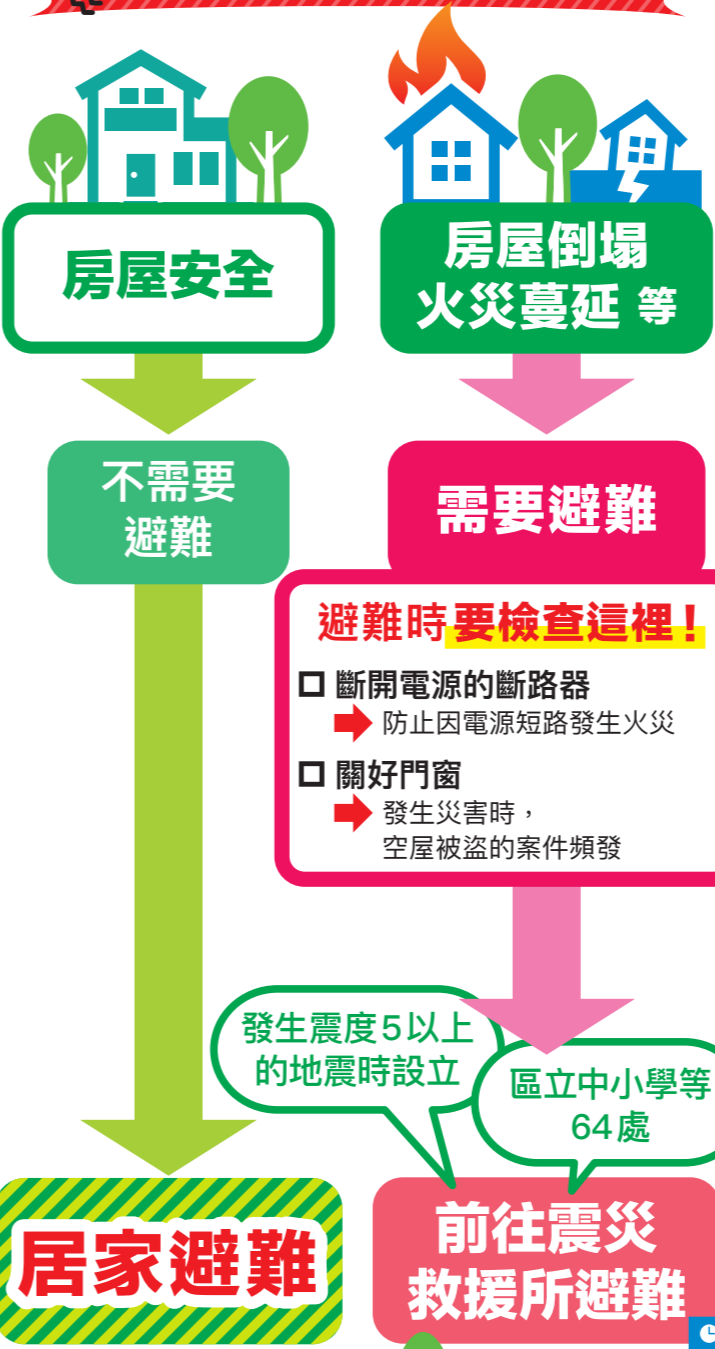 房屋安全
房屋倒塌
火災蔓延 等
不需要
避難
需要避難
避難時要檢查這裡！
斷開電源的斷路器
防止因電源短路發生火災
關好門窗
發生災害時，
空屋被盜的案件頻發
發生震度5以上
的地震時設立
區立中小學等
64處
居家避難
前往震災
救援所避難